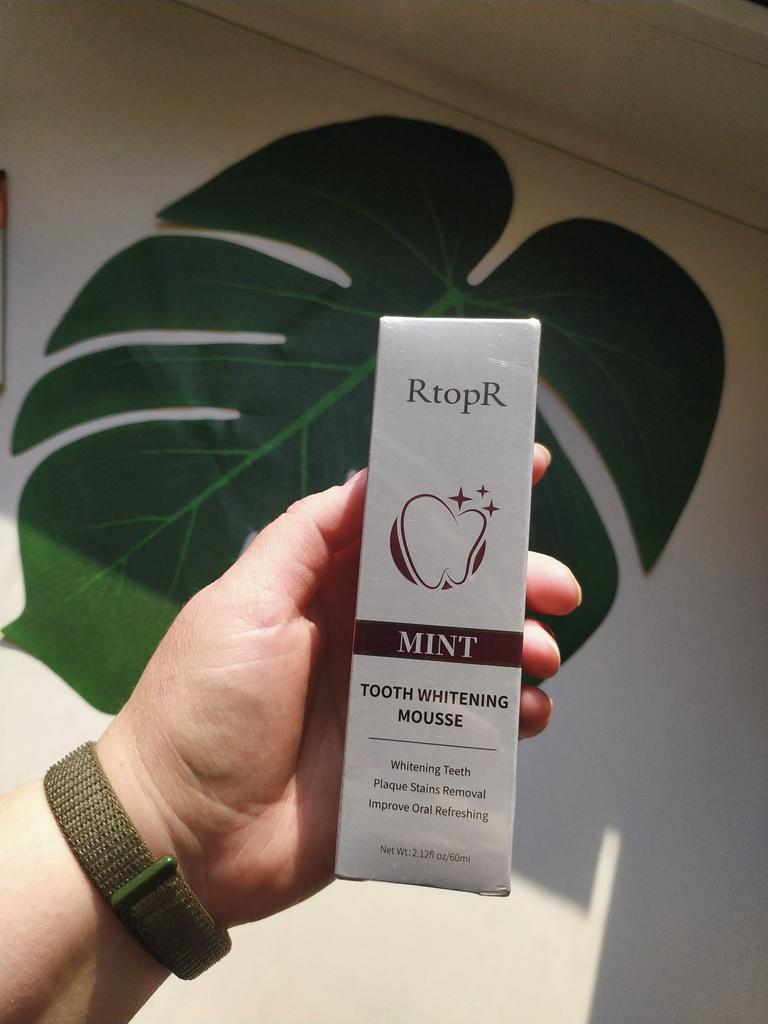 RtopR
MINT
TOOTH WHITENING
MOUSSE
Whitening Teeth
Plaque Stains Removal
Improve Oral Refreshing
Net Wt:2.12fl oz/60ml